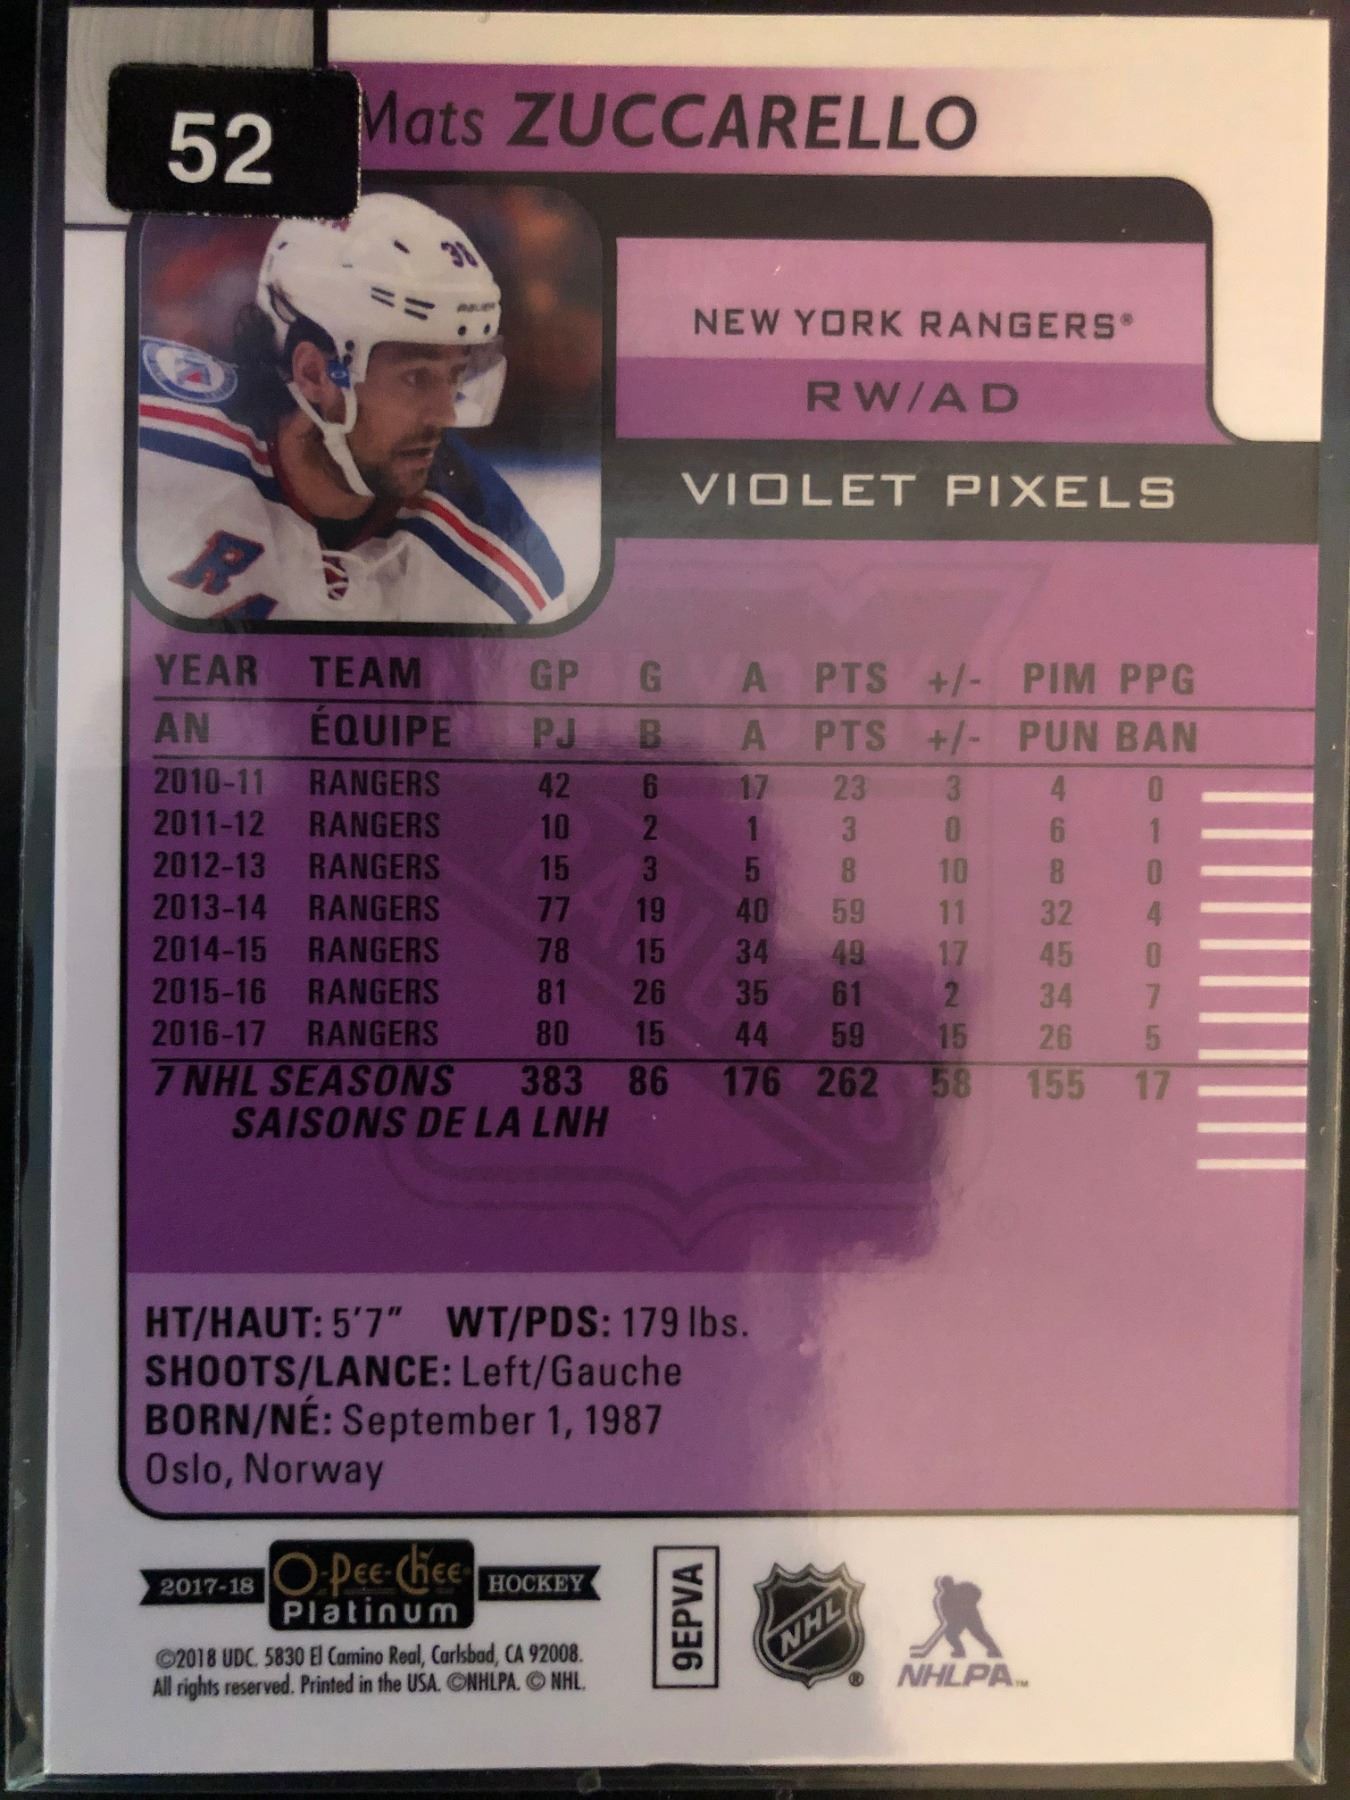 52
Mats ZUCCARELLO
38
BAUER
NEW YORK RANGERS®
RW/AD
VIOLET PIXELS
YEAR TEAM GP G A PTS +/- PIM PPG
AN ÉQUIPE PJ B A PTS +/- PUN BAN
2010-11 RANGERS 42 6 17 23 3 4 0
2011-12 RANGERS 10 2 1 3 0 6 1
2012-13 RANGERS 15 3 5 8 10 8 0
2013-14 RANGERS 77 19 40 59 11 32 4
2014-15 RANGERS 78 15 34 49 17 45 0
2015-16 RANGERS 81 26 35 61 2 34 7
2016-17 RANGERS 80 15 44 59 15 26 5
7 NHL SEASONS 383 86 176 262 58 155 17
SAISONS DE LA LNH
HT/HAUT: 5'7" WT/PDS: 179 lbs.
SHOOTS/LANCE: Left/Gauche
BORN/NÉ: September 1, 1987
Oslo, Norway
2017-18 O-Pee-Chee HOCKEY
Platinum
©2018 UDC. 5830 El Camino Real, Carlsbad, CA 92008.
All rights reserved. Printed in the USA. ©NHLPA. © NHL.
9EPVA
NHL®
NHLPA™